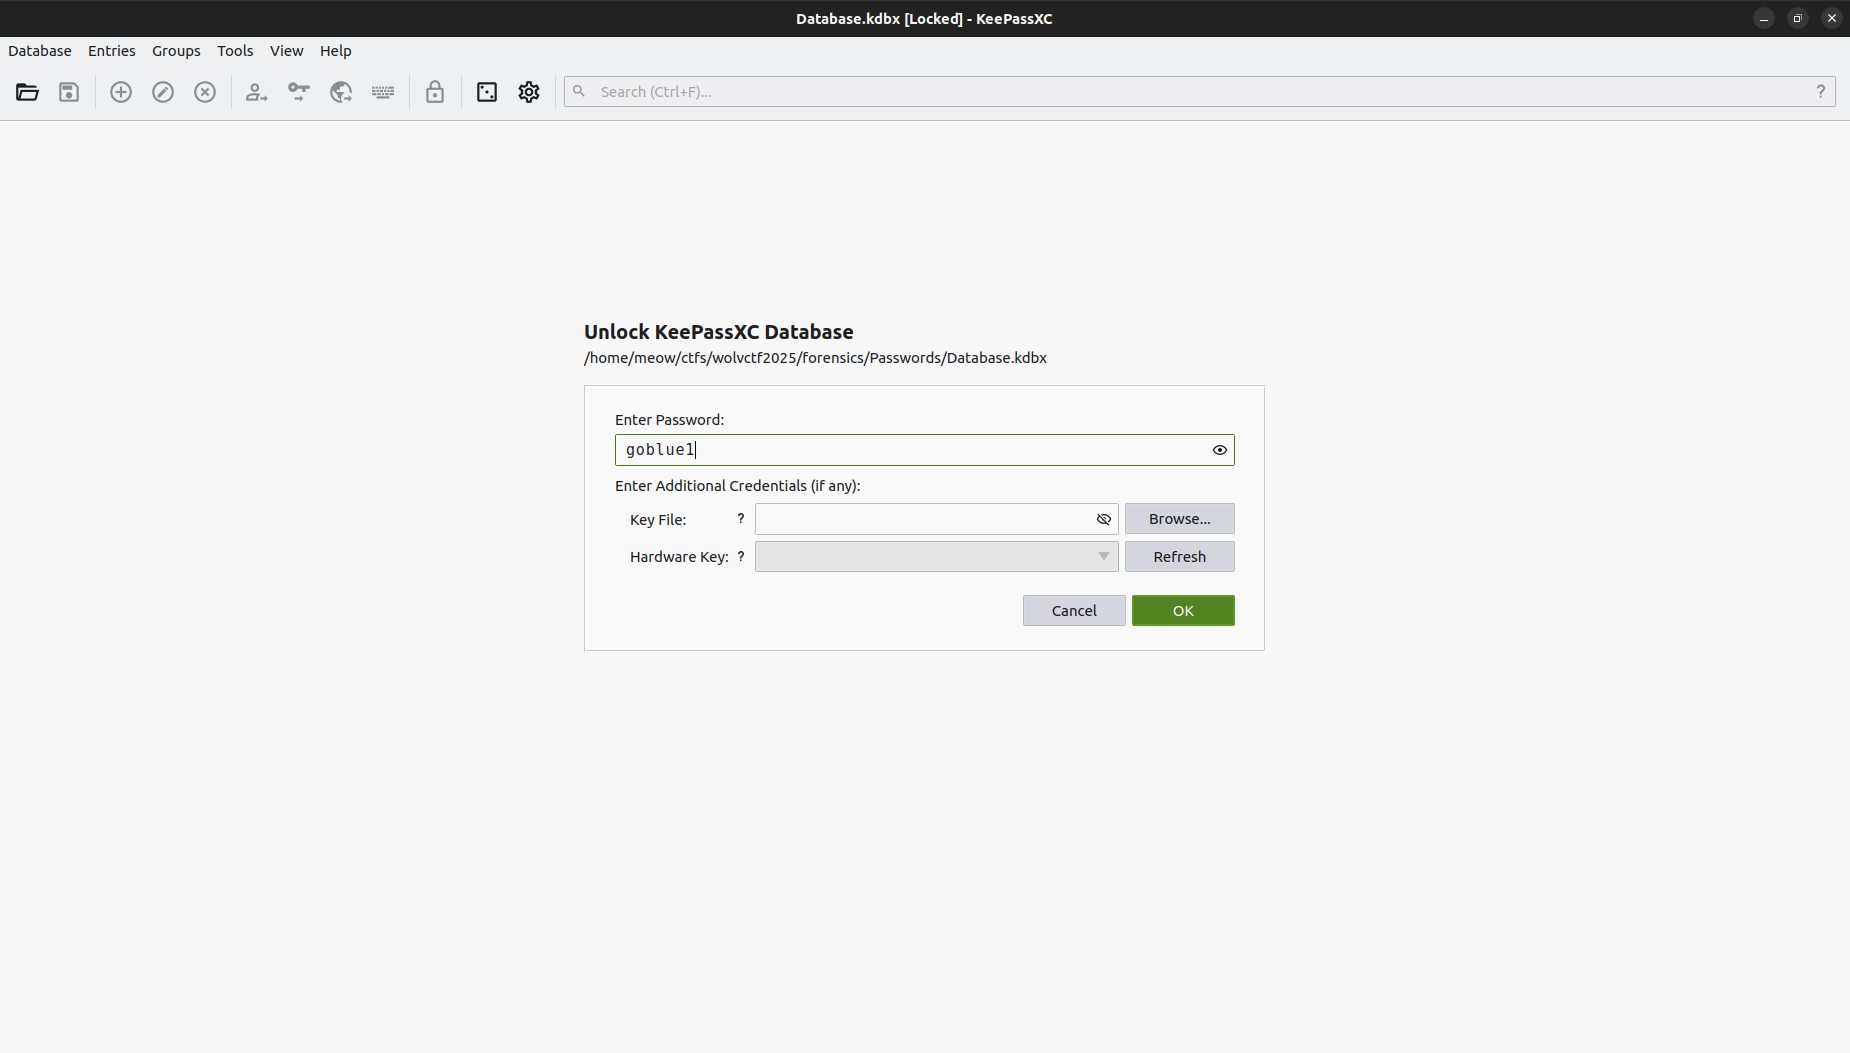 Database.kdbx [Locked] - KeePassXC
Database Entries Groups Tools View Help
Search (Ctrl+F)... ?
Unlock KeePassXC Database
/home/meow/ctfs/wolvctf2025/forensics/Passwords/Database.kdbx
Enter Password:
goblue1
Enter Additional Credentials (if any):
Key File: ? Browse...
Hardware Key: ? Refresh
Cancel OK